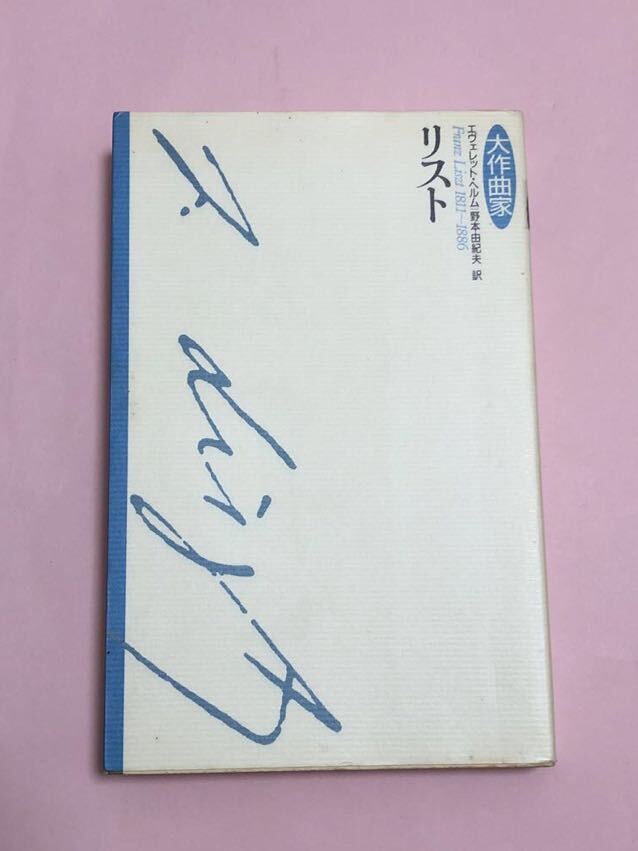 大作曲家
エヴェレット・ヘルム 野本由紀夫 訳
Franz Liszt 1811–1886
リスト
F. Liszt